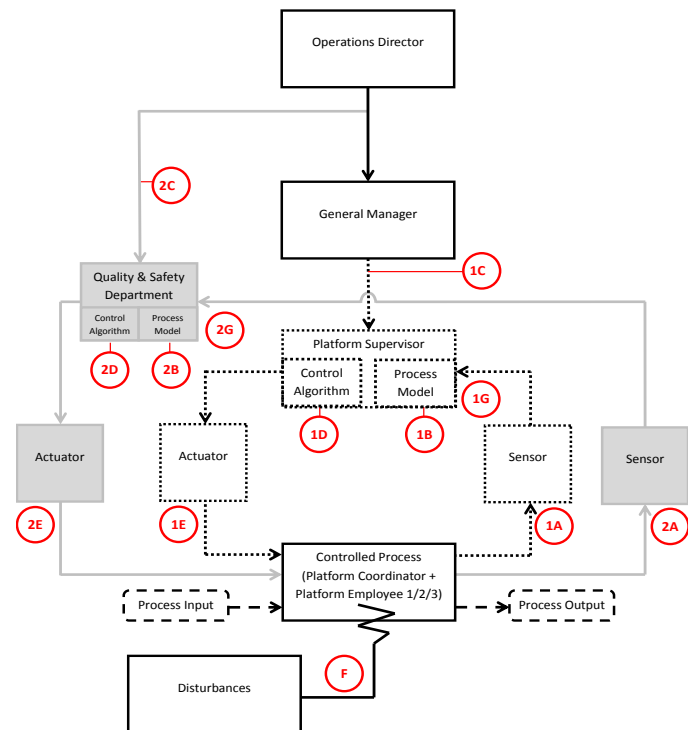 Operations Director
2C
General Manager
1C
Quality & Safety
Department
Control
Algorithm
Process
Model
2G
2D
2B
Platform Supervisor
Control
Algorithm
Process
Model
1G
1D
1B
Actuator
Actuator
Sensor
Sensor
2E
1E
1A
2A
Controlled Process
(Platform Coordinator +
Platform Employee 1/2/3)
Process Input
Process Output
F
Disturbances